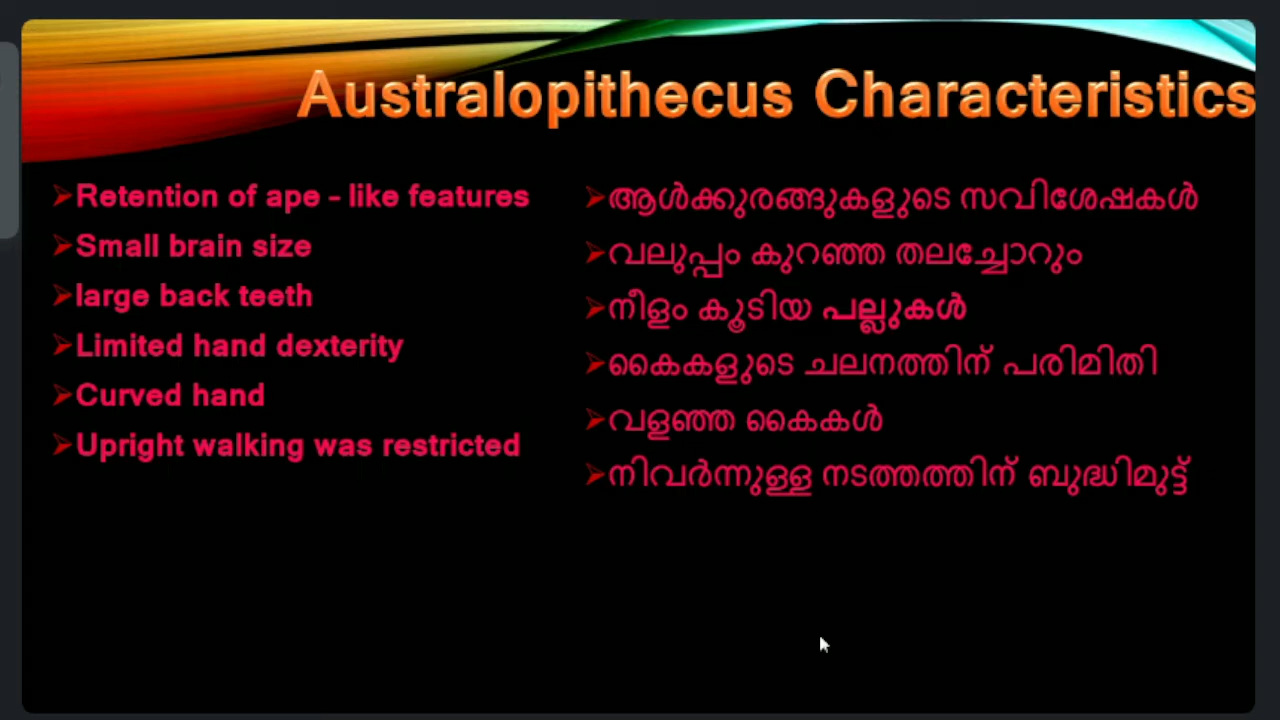 Australopithecus Characteristics
➢Retention of ape – like features
➢Small brain size
➢large back teeth
➢Limited hand dexterity
➢Curved hand
➢Upright walking was restricted
➢ആൾക്കുരങ്ങുകളുടെ സവിശേഷകൾ
➢വലുപ്പം കുറഞ്ഞ തലച്ചോറും
➢നീളം കൂടിയ പല്ലുകൾ
➢കൈകളുടെ ചലനത്തിന് പരിമിതി
➢വളഞ്ഞ കൈകൾ
➢നിവർന്നുള്ള നടത്തത്തിന് ബുദ്ധിമുട്ട്